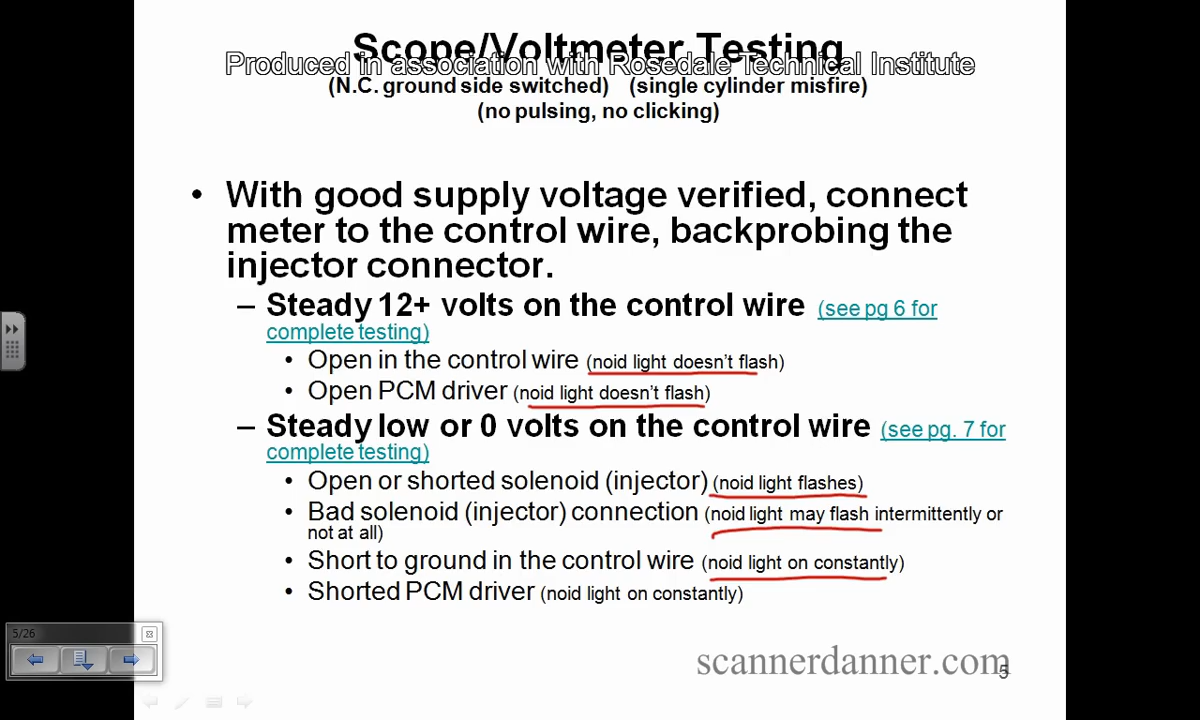 Scope/Voltmeter Testing
Produced in association with Rosedale Technical Institute
(N.C. ground side switched) (single cylinder misfire)
(no pulsing, no clicking)
• With good supply voltage verified, connect
meter to the control wire, backprobing the
injector connector.
– Steady 12+ volts on the control wire (see pg 6 for
complete testing)
• Open in the control wire (noid light doesn't flash)
• Open PCM driver (noid light doesn't flash)
– Steady low or 0 volts on the control wire (see pg. 7 for
complete testing)
• Open or shorted solenoid (injector) (noid light flashes)
• Bad solenoid (injector) connection (noid light may flash intermittently or
not at all)
• Short to ground in the control wire (noid light on constantly)
• Shorted PCM driver (noid light on constantly)
5/26
scannerdanner.com
5